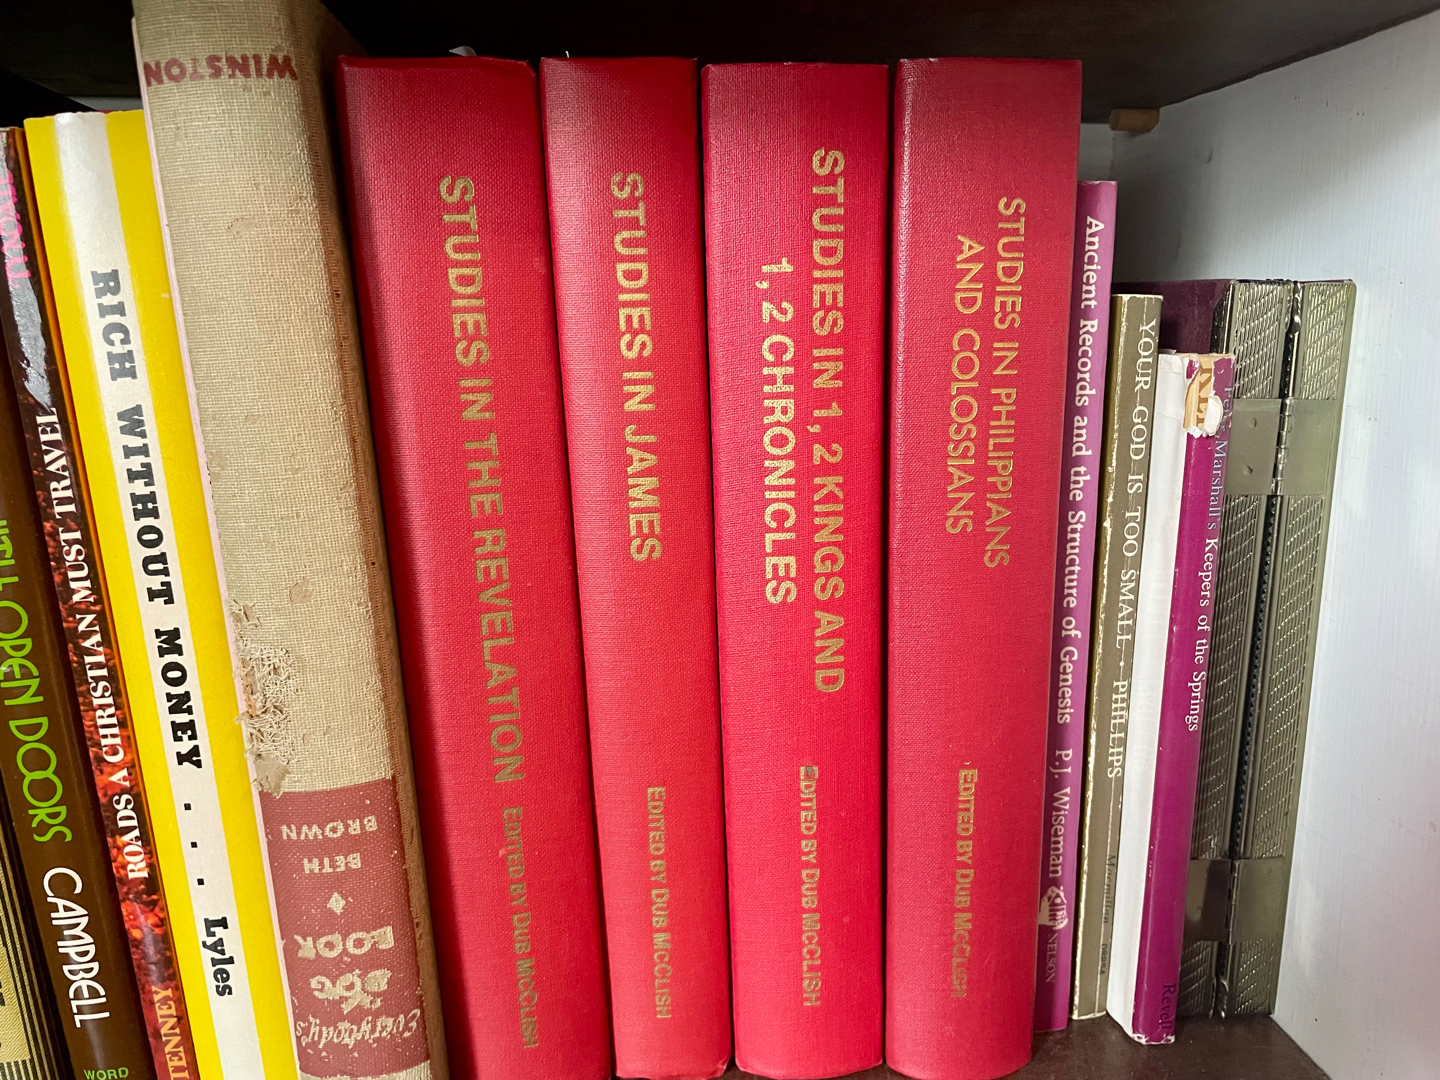 OPEN DOORS CAMPBELL
WORD
ROADS A CHRISTIAN MUST TRAVEL
TENNEY
RICH WITHOUT MONEY . . . Lyles
Everybody's
DOG
BOOK
BETH
BROWN
WINSTON
STUDIES IN THE REVELATION EDITED BY DUB MCCLISH
STUDIES IN JAMES EDITED BY DUB MCCLISH
STUDIES IN 1, 2 KINGS AND
1, 2 CHRONICLES
EDITED BY DUB MCCLISH
STUDIES IN PHILIPPIANS
AND COLOSSIANS
EDITED BY DUB MCCLISH
Ancient Records and the Structure of Genesis P.J. Wiseman NELSON
YOUR GOD IS TOO SMALL • PHILLIPS Macmillan
Marshall's Keepers of the Springs
Revell